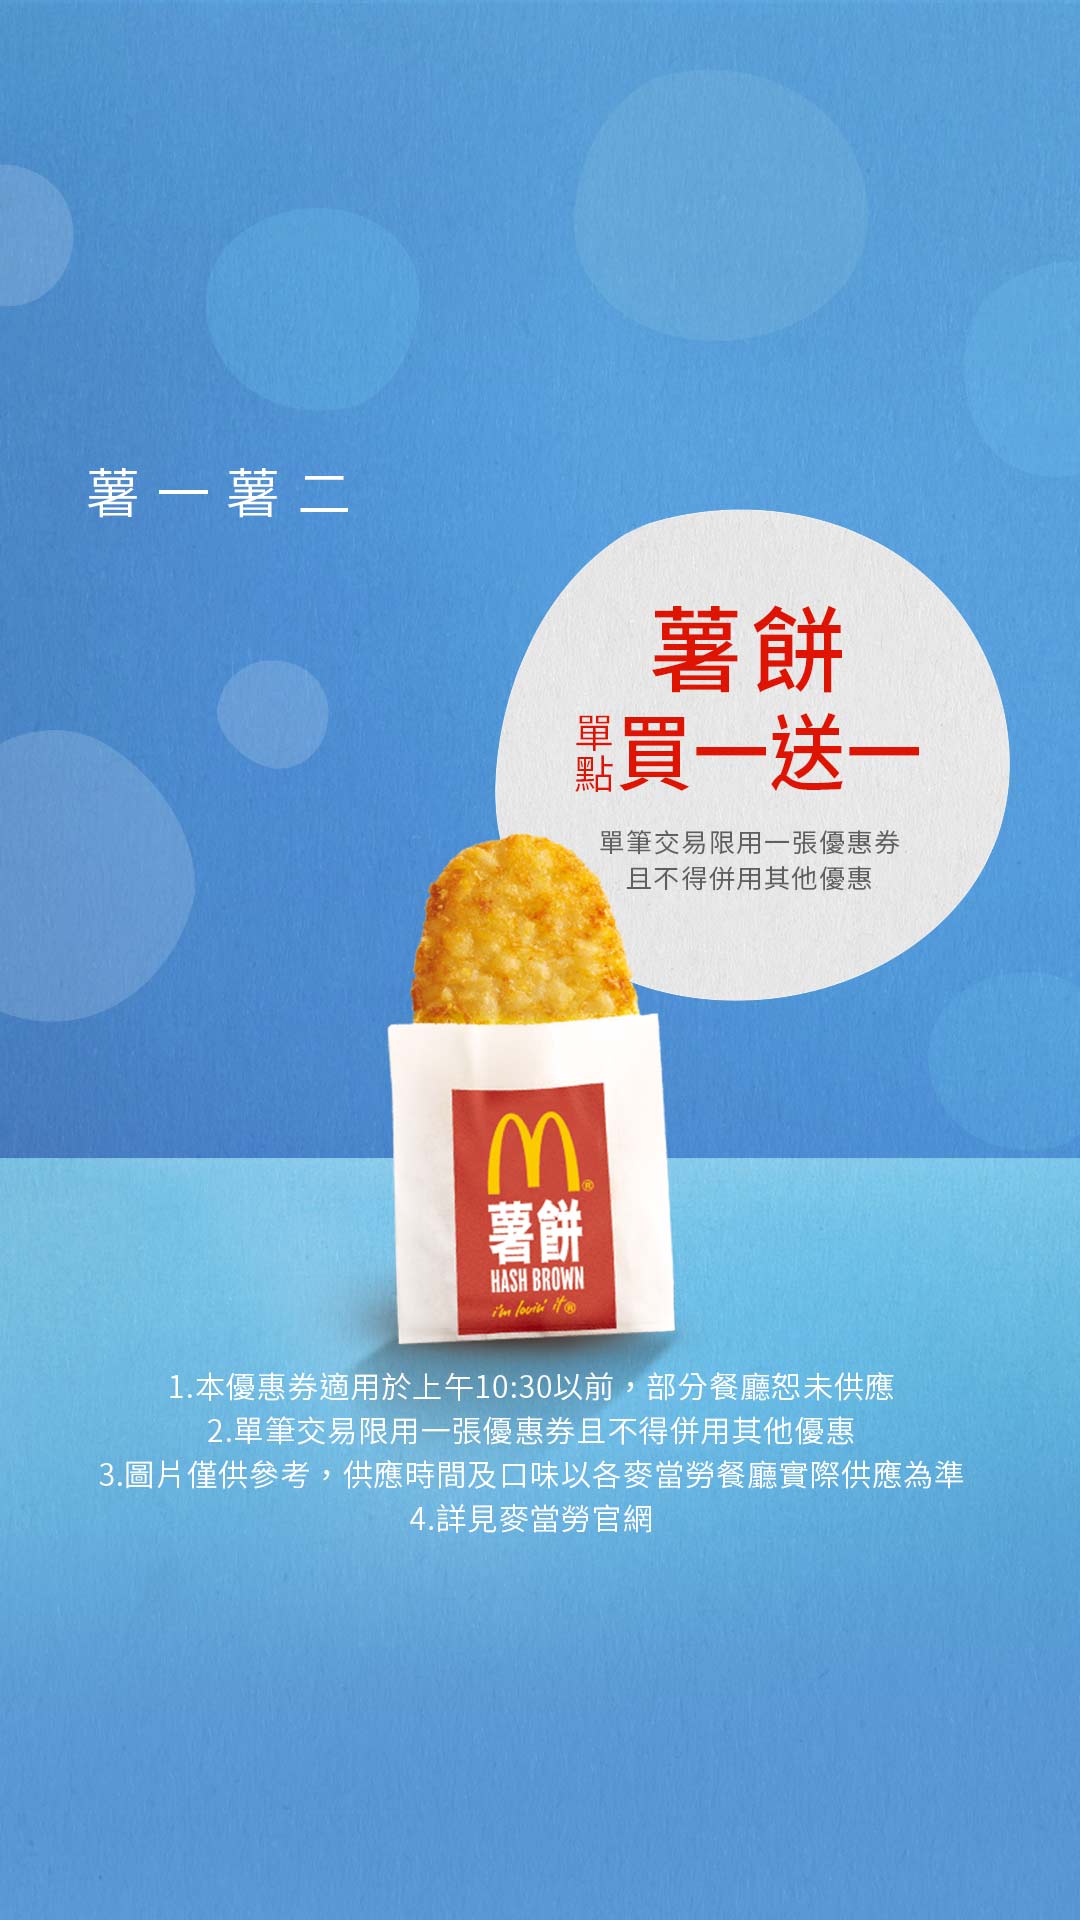 薯一薯二
薯餅
單點買一送一
單筆交易限用一張優惠券
且不得併用其他優惠
M®
薯餅
HASH BROWN
i'm lovin' it®
1.本優惠券適用於上午10:30以前，部分餐廳恕未供應
2.單筆交易限用一張優惠券且不得併用其他優惠
3.圖片僅供參考，供應時間及口味以各麥當勞餐廳實際供應為準
4.詳見麥當勞官網